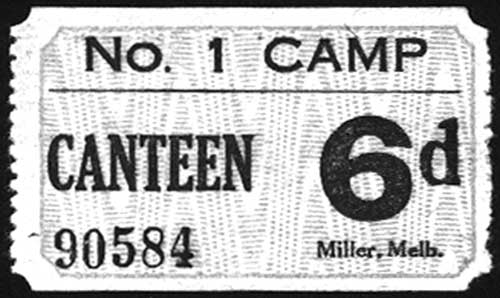 No. 1 CAMP
CANTEEN 6d
90584 Miller, Melb.